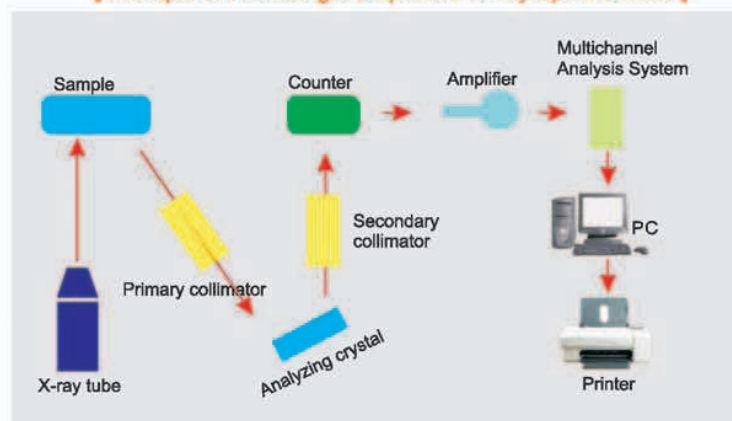 Multichannel
Analysis System
Sample
Counter
Amplifier
Secondary
collimator
PC
Primary collimator
Analyzing crystal
X-ray tube
Printer